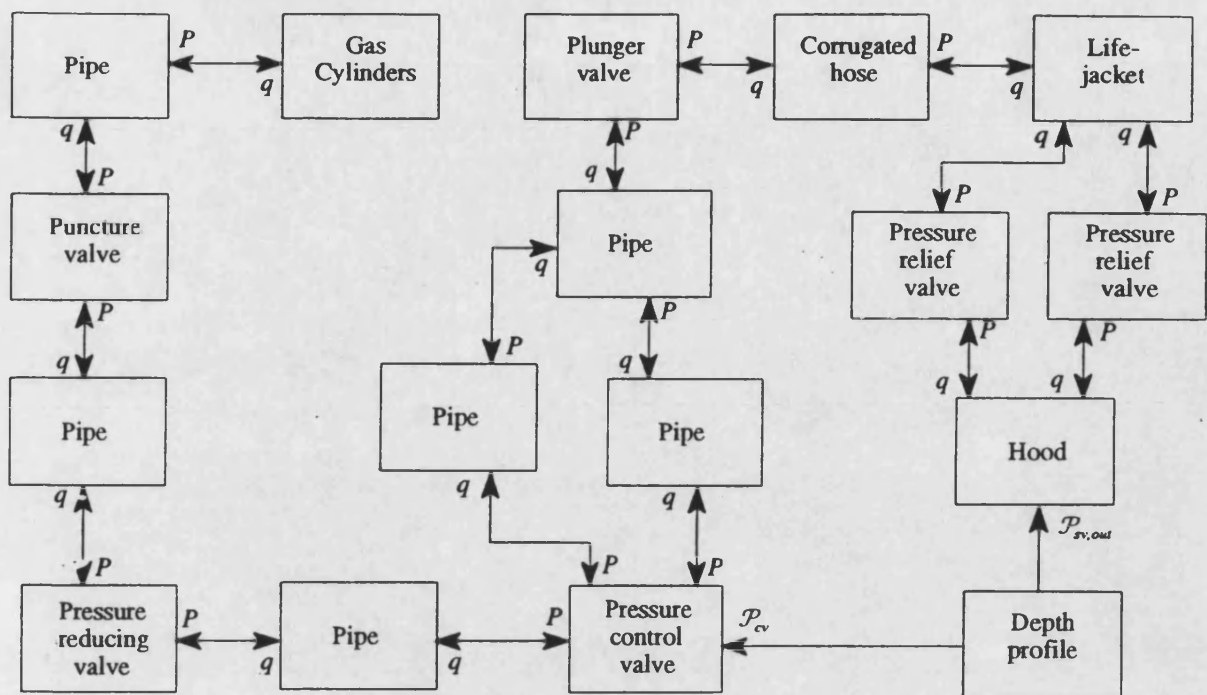 Pipe
P
q
Gas
Cylinders
Plunger
valve
P
q
Corrugated
hose
P
q
Life-
jacket
q
P
P
q
q
q
P
P
Puncture
valve
P
q
Pipe
q
P
Pressure
relief
valve
P
Pressure
relief
valve
P
q
P
q
q
Pipe
q
P
Pipe
q
Pipe
q
Hood
𝒫sv,out
P
P
P
Pressure
reducing
valve
P
q
Pipe
q
P
Pressure
control
valve
𝒫cv
Depth
profile